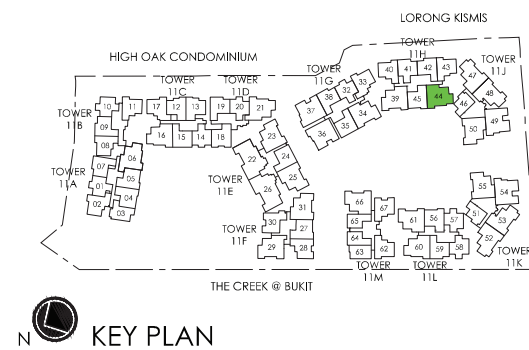 LORONG KISMIS
HIGH OAK CONDOMINIUM
TOWER 11H
TOWER 11J
TOWER 11G
TOWER 11C
TOWER 11D
TOWER 11B
TOWER 11A
TOWER 11E
TOWER 11F
TOWER 11M
TOWER 11L
TOWER 11K
40 41 42 43
39 45 44
47 48 46 49 50
37 38 32 33
36 35 34
10 11 17 12 13 19 20 21
09 08 16 15 14 18
07 06 01 05 02 04 03
23 22 24 25 26
31 30 27 29 28
66 67 65 64 63 62
61 56 57 60 59 58
55 54 51 53 52
THE CREEK @ BUKIT
N
KEY PLAN